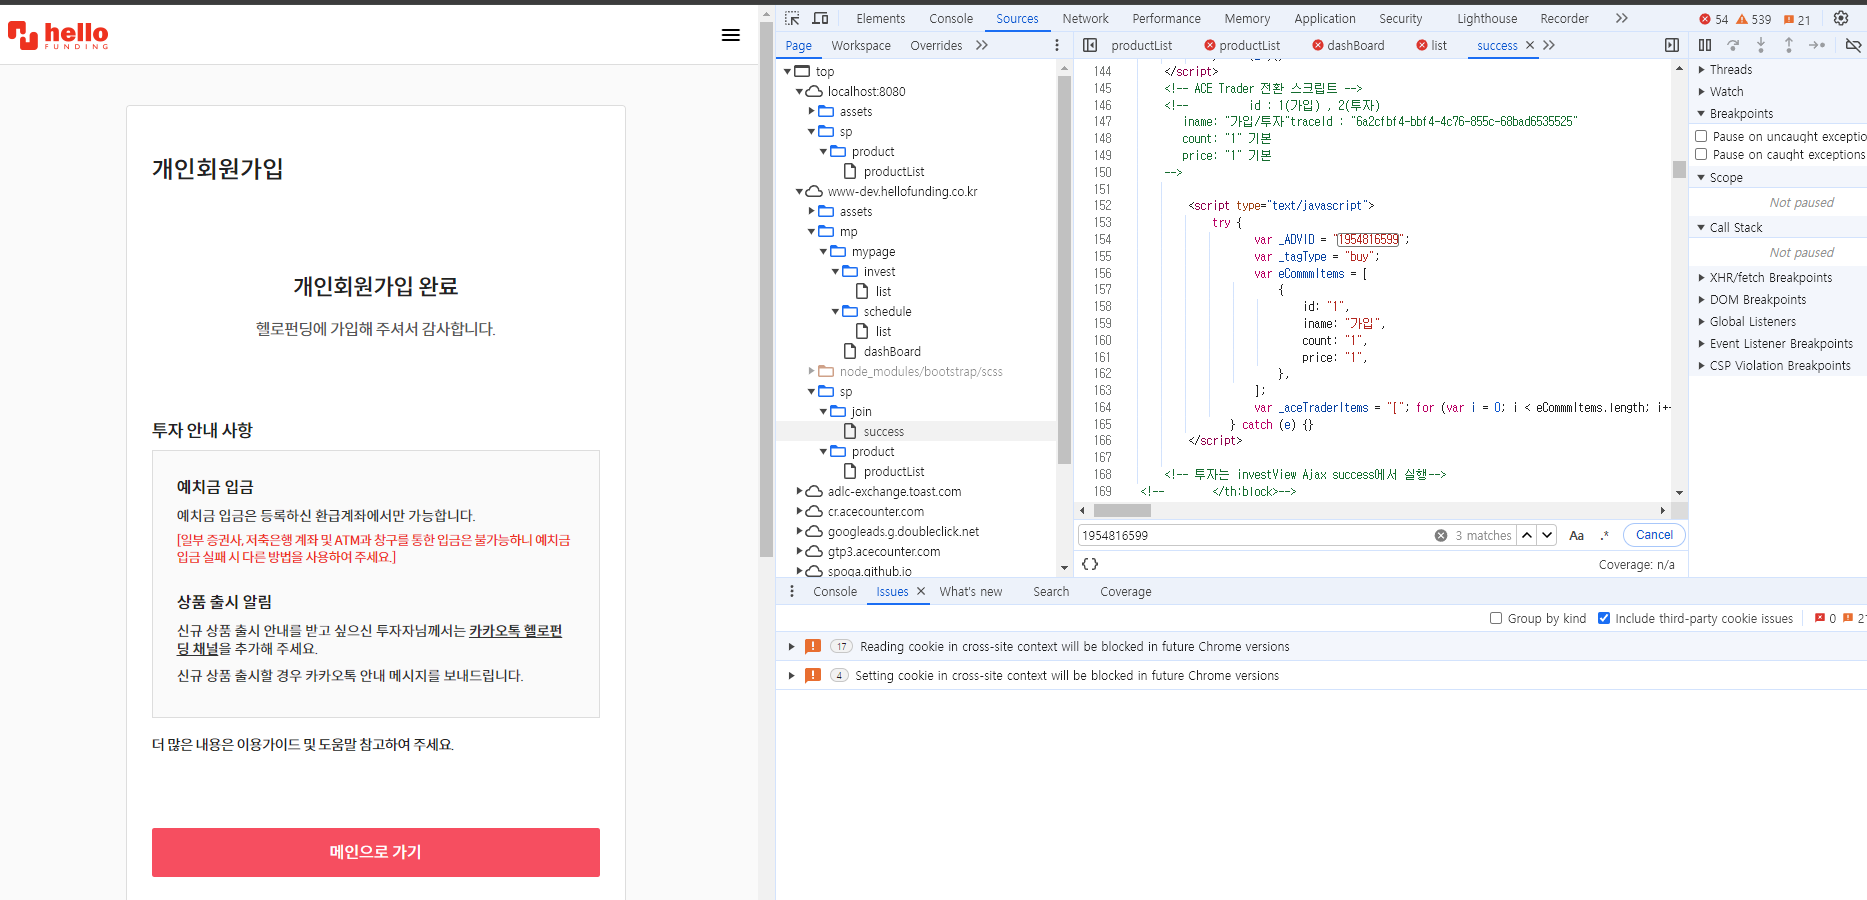 hello
FUNDING
개인회원가입
개인회원가입 완료
헬로펀딩에 가입해 주셔서 감사합니다.
투자 안내 사항
예치금 입금
예치금 입금은 등록하신 환급계좌에서만 가능합니다.
[일부 증권사, 저축은행 계좌 및 ATM과 창구를 통한 입금은 불가능하니 예치금
입금 실패 시 다른 방법을 사용하여 주세요.]
상품 출시 알림
신규 상품 출시 안내를 받고 싶으신 투자자님께서는 카카오톡 헬로펀
딩 채널을 추가해 주세요.
신규 상품 출시할 경우 카카오톡 안내 메시지를 보내드립니다.
더 많은 내용은 이용가이드 및 도움말 참고하여 주세요.
메인으로 가기
Elements Console Sources Network Performance Memory Application Security Lighthouse Recorder 54 539 21
Page Workspace Overrides
productList productList dashBoard list success
top
localhost:8080
assets
sp
product
productList
www-dev.hellofunding.co.kr
assets
mp
mypage
invest
list
schedule
list
dashBoard
node_modules/bootstrap/scss
sp
join
success
product
productList
adlc-exchange.toast.com
cr.acecounter.com
googleads.g.doubleclick.net
gtp3.acecounter.com
spoqa.github.io
144 </script>
145 <!-- ACE Trader 전환 스크립트 -->
146 <!-- id : 1(가입) , 2(투자)
147 iname: "가입/투자"traceId : "6a2cfbf4-bbf4-4c76-855c-68bad6535525"
148 count: "1" 기본
149 price: "1" 기본
150 -->
151
152 <script type="text/javascript">
153 try {
154 var _ADVID = "1954816599";
155 var _tagType = "buy";
156 var eCommItems = [
157 {
158 id: "1",
159 iname: "가입",
160 count: "1",
161 price: "1",
162 },
163 ];
164 var _aceTraderItems = "["; for (var i = 0; i < eCommItems.length; i+
165 } catch (e) {}
166 </script>
167
168 <!-- 투자는 investView Ajax success에서 실행-->
169 <!-- </th:block>-->
1954816599 3 matches Aa .* Cancel
{} Coverage: n/a
Threads
Watch
Breakpoints
Pause on uncaught exceptio
Pause on caught exceptions
Scope
Not paused
Call Stack
Not paused
XHR/fetch Breakpoints
DOM Breakpoints
Global Listeners
Event Listener Breakpoints
CSP Violation Breakpoints
Console Issues What's new Search Coverage
Group by kind Include third-party cookie issues 0 21
17 Reading cookie in cross-site context will be blocked in future Chrome versions
4 Setting cookie in cross-site context will be blocked in future Chrome versions